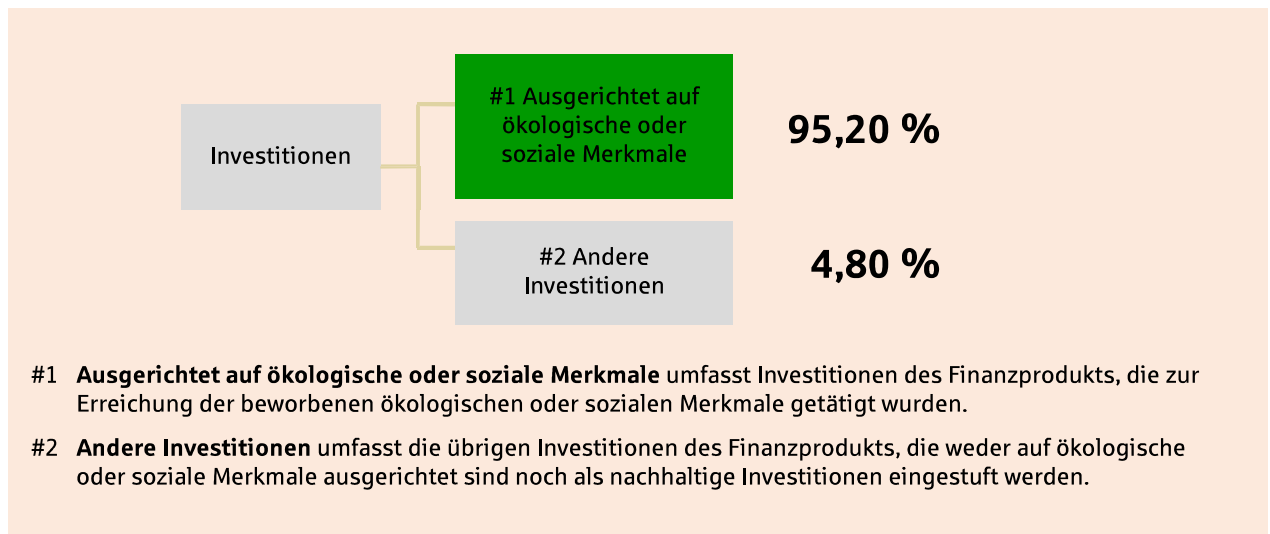 #1 Ausgerichtet auf
ökologische oder
soziale Merkmale
95,20 %
Investitionen
#2 Andere
Investitionen
4,80 %
#1 Ausgerichtet auf ökologische oder soziale Merkmale umfasst Investitionen des Finanzprodukts, die zur
Erreichung der beworbenen ökologischen oder sozialen Merkmale getätigt wurden.
#2 Andere Investitionen umfasst die übrigen Investitionen des Finanzprodukts, die weder auf ökologische
oder soziale Merkmale ausgerichtet sind noch als nachhaltige Investitionen eingestuft werden.